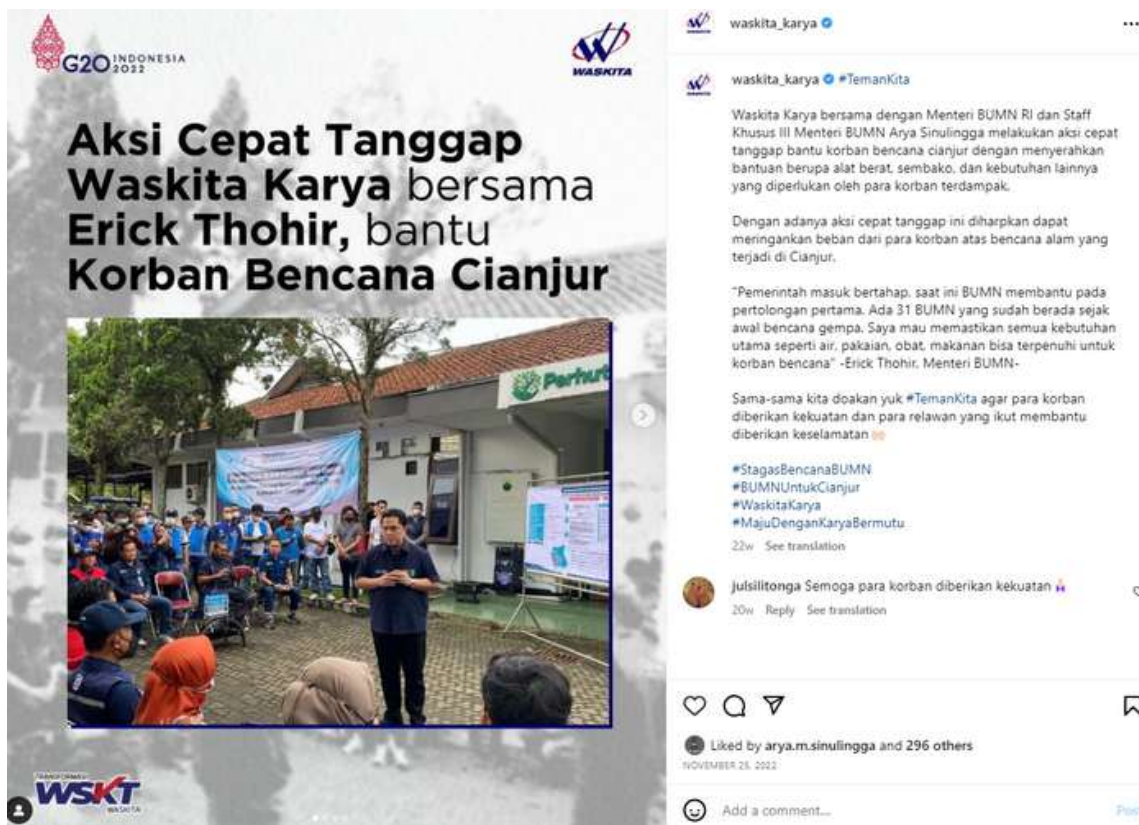 G20 INDONESIA 2022
WASKITA
Aksi Cepat Tanggap
Waskita Karya bersama
Erick Thohir, bantu
Korban Bencana Cianjur
Perhut
TRANSFORMASI
WSKT
WASKITA
waskita_karya
waskita_karya #TemanKita
Waskita Karya bersama dengan Menteri BUMN RI dan Staff
Khusus III Menteri BUMN Arya Sinulingga melakukan aksi cepat
tanggap bantu korban bencana cianjur dengan menyerahkan
bantuan berupa alat berat, sembako, dan kebutuhan lainnya
yang diperlukan oleh para korban terdampak.
Dengan adanya aksi cepat tanggap ini diharpkan dapat
meringankan beban dari para korban atas bencana alam yang
terjadi di Cianjur.
"Pemerintah masuk bertahap, saat ini BUMN membantu pada
pertolongan pertama. Ada 31 BUMN yang sudah berada sejak
awal bencana gempa. Saya mau memastikan semua kebutuhan
utama seperti air, pakaian, obat, makanan bisa terpenuhi untuk
korban bencana" -Erick Thohir, Menteri BUMN-
Sama-sama kita doakan yuk #TemanKita agar para korban
diberikan kekuatan dan para relawan yang ikut membantu
diberikan keselamatan
#StagasBencanaBUMN
#BUMNUntukCianjur
#WaskitaKarya
#MajuDenganKaryaBermutu
22w See translation
julsilitonga Semoga para korban diberikan kekuatan
20w Reply See translation
Liked by arya.m.sinulingga and 296 others
NOVEMBER 25, 2022
Add a comment...
Post